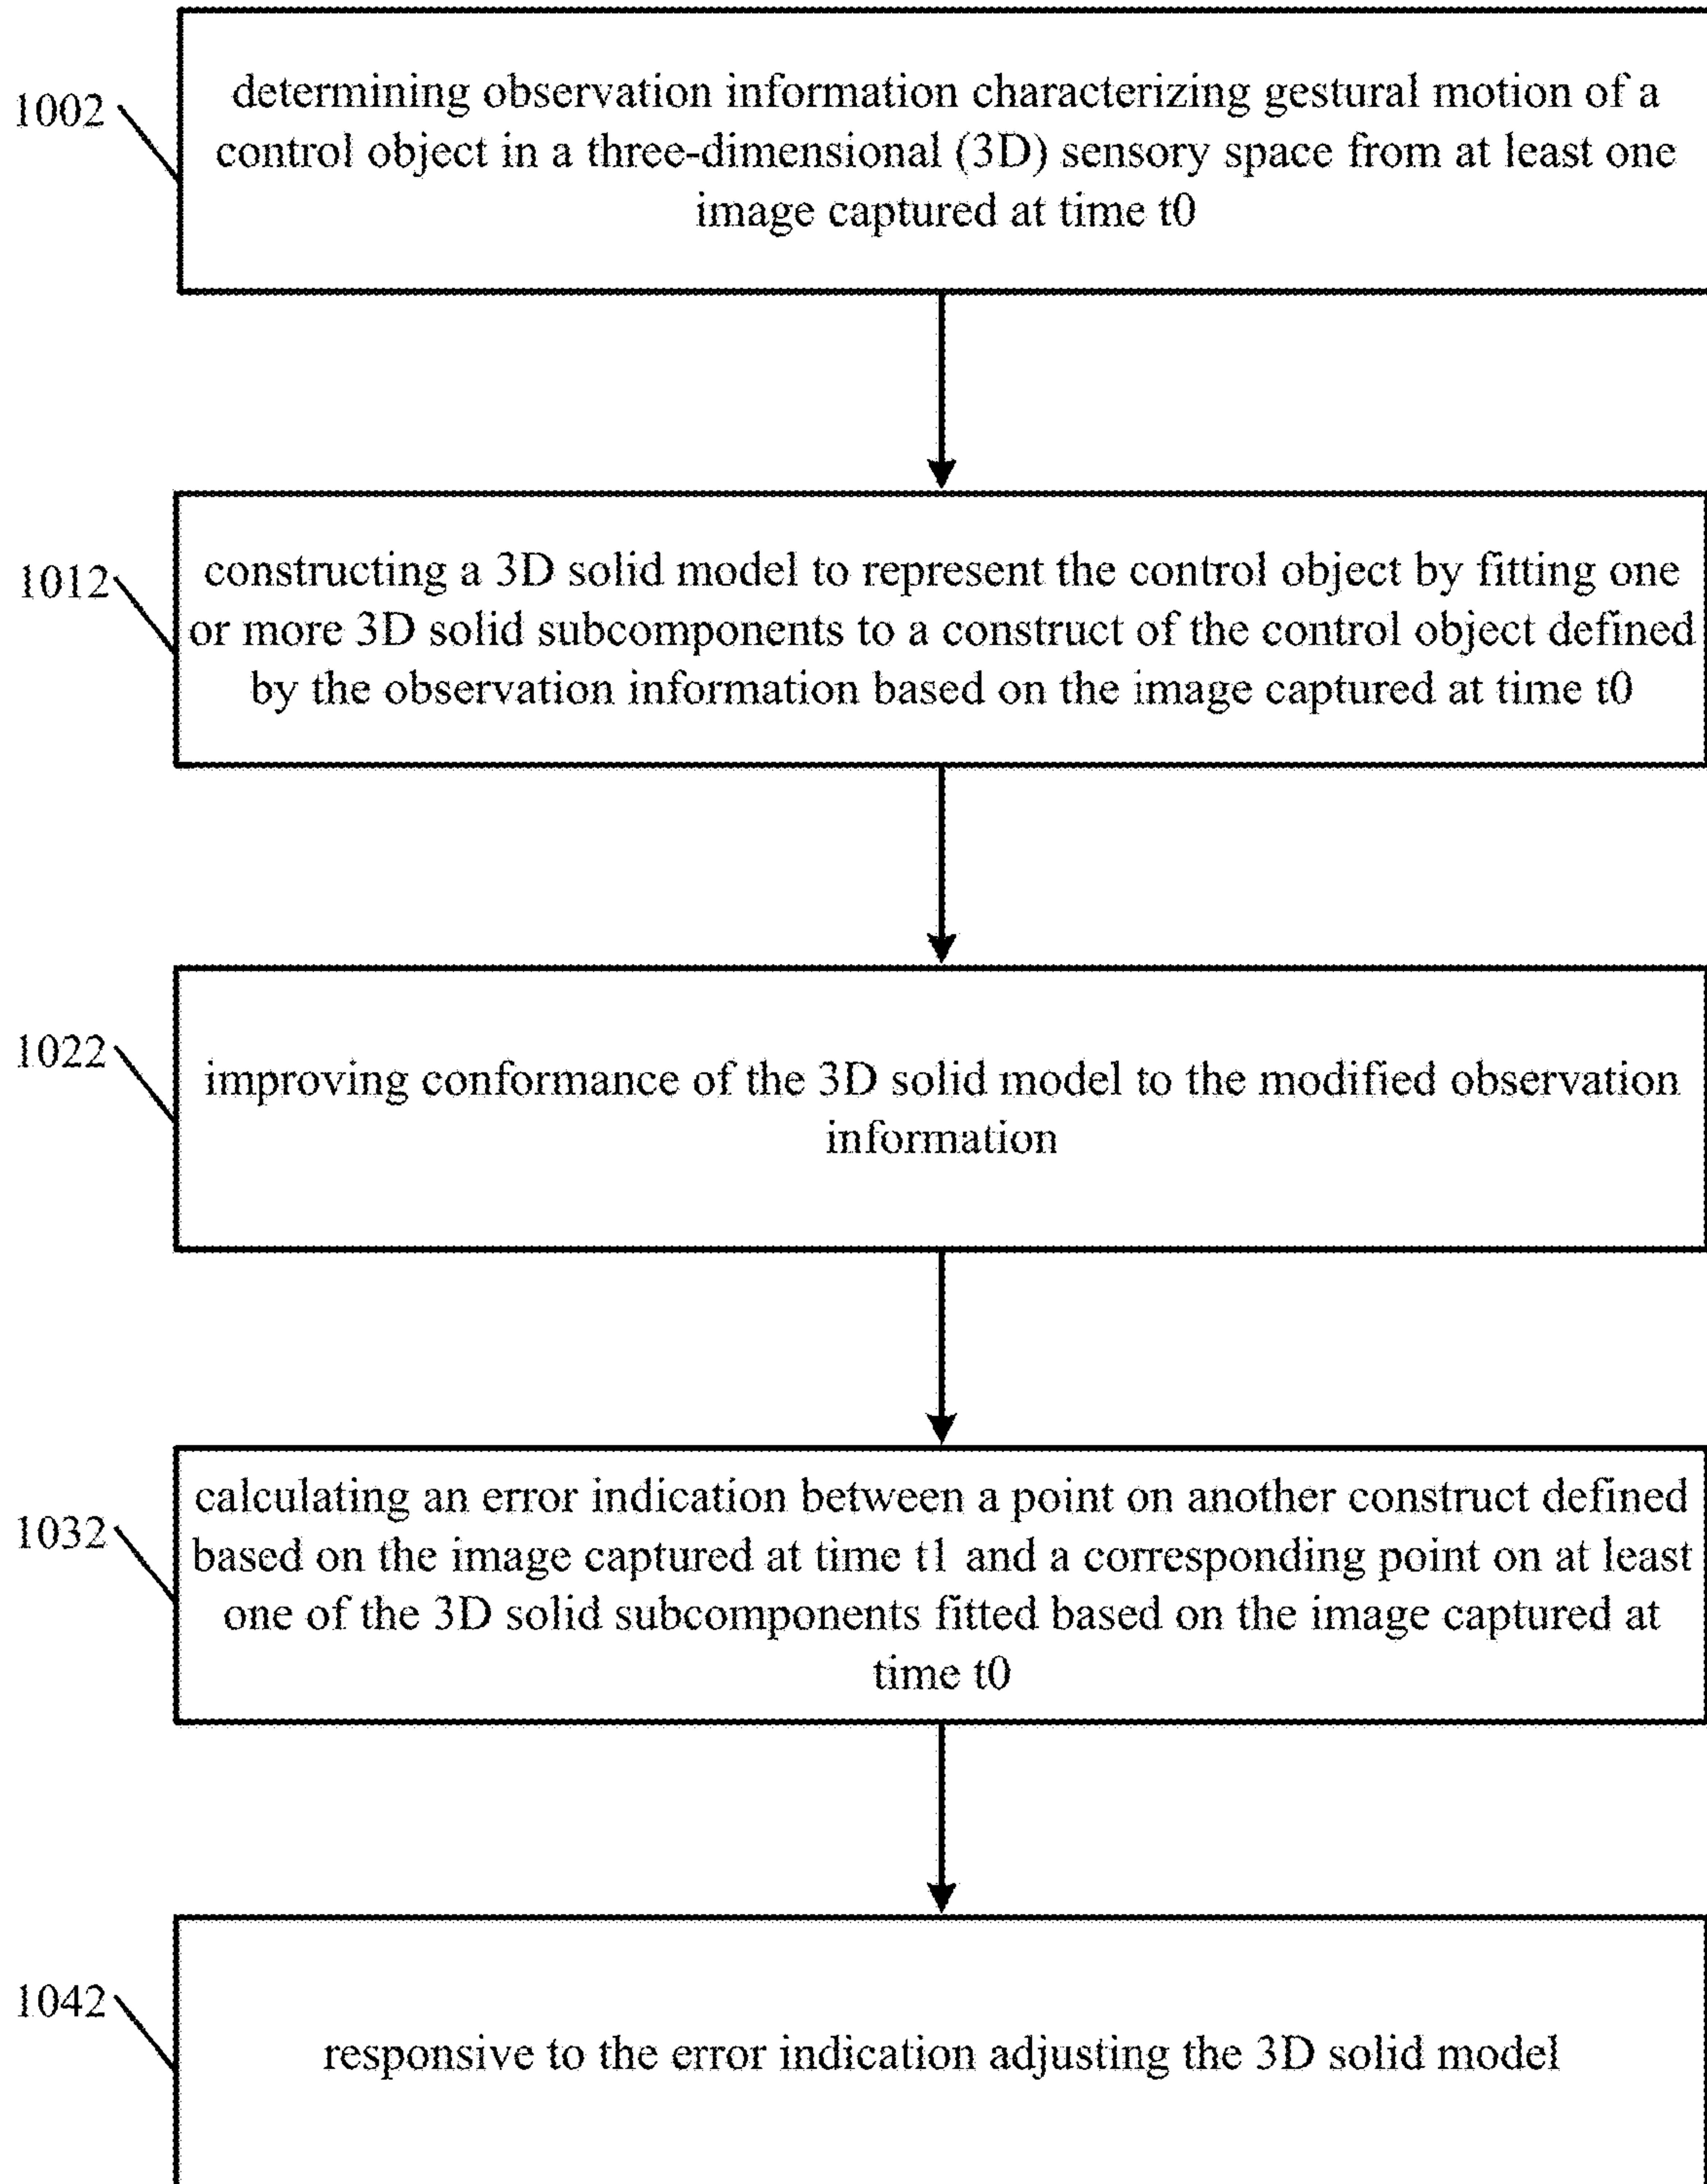 1002
determining observation information characterizing gestural motion of a
control object in a three-dimensional (3D) sensory space from at least one
image captured at time t0
1012
constructing a 3D solid model to represent the control object by fitting one
or more 3D solid subcomponents to a construct of the control object defined
by the observation information based on the image captured at time t0
1022
improving conformance of the 3D solid model to the modified observation
information
1032
calculating an error indication between a point on another construct defined
based on the image captured at time t1 and a corresponding point on at least
one of the 3D solid subcomponents fitted based on the image captured at
time t0
1042
responsive to the error indication adjusting the 3D solid model